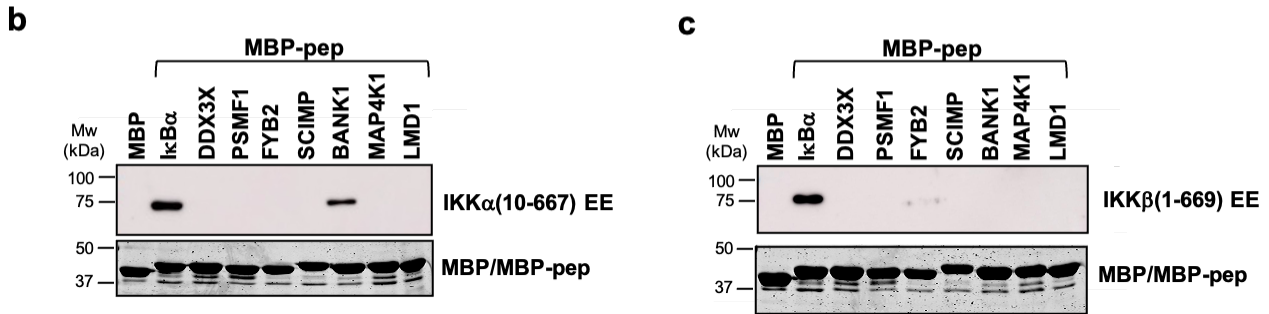 b
MBP-pep
Mw
(kDa)
MBP
IκBα
DDX3X
PSMF1
FYB2
SCIMP
BANK1
MAP4K1
LMD1
100
75
IKKα(10-667) EE
50
37
MBP/MBP-pep
c
MBP-pep
Mw
(kDa)
MBP
IκBα
DDX3X
PSMF1
FYB2
SCIMP
BANK1
MAP4K1
LMD1
100
75
IKKβ(1-669) EE
50
37
MBP/MBP-pep